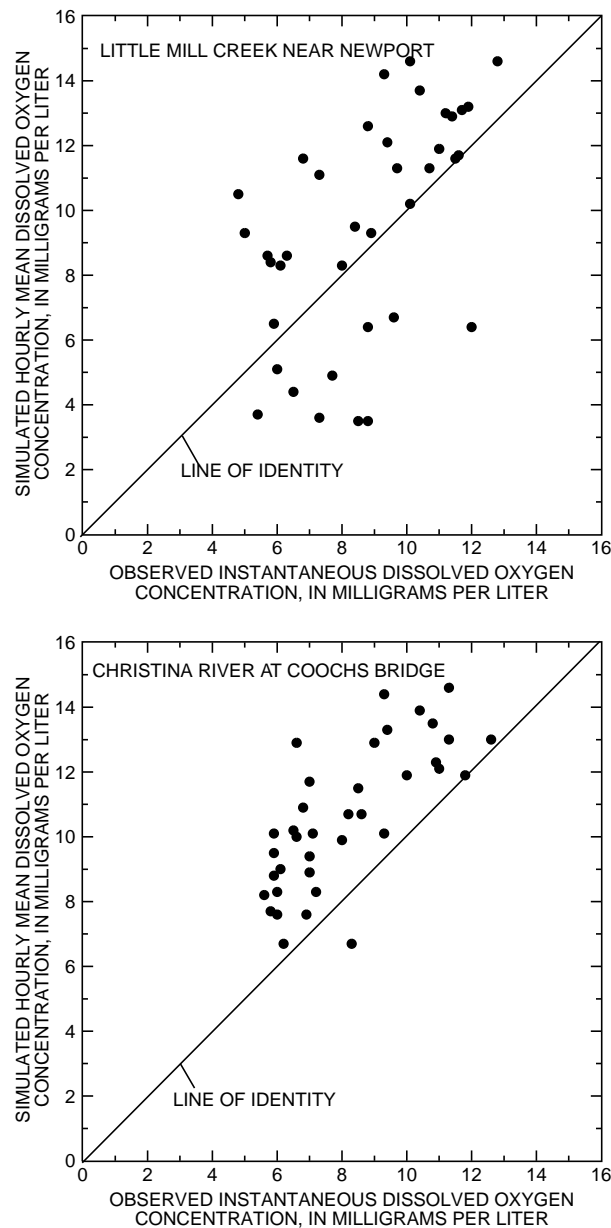 SIMULATED HOURLY MEAN DISSOLVED OXYGEN
CONCENTRATION, IN MILLIGRAMS PER LITER
16
14
12
10
8
6
4
2
0
LITTLE MILL CREEK NEAR NEWPORT
LINE OF IDENTITY
0 2 4 6 8 10 12 14 16
OBSERVED INSTANTANEOUS DISSOLVED OXYGEN
CONCENTRATION, IN MILLIGRAMS PER LITER
SIMULATED HOURLY MEAN DISSOLVED OXYGEN
CONCENTRATION, IN MILLIGRAMS PER LITER
16
14
12
10
8
6
4
2
0
CHRISTINA RIVER AT COOCHS BRIDGE
LINE OF IDENTITY
0 2 4 6 8 10 12 14 16
OBSERVED INSTANTANEOUS DISSOLVED OXYGEN
CONCENTRATION, IN MILLIGRAMS PER LITER